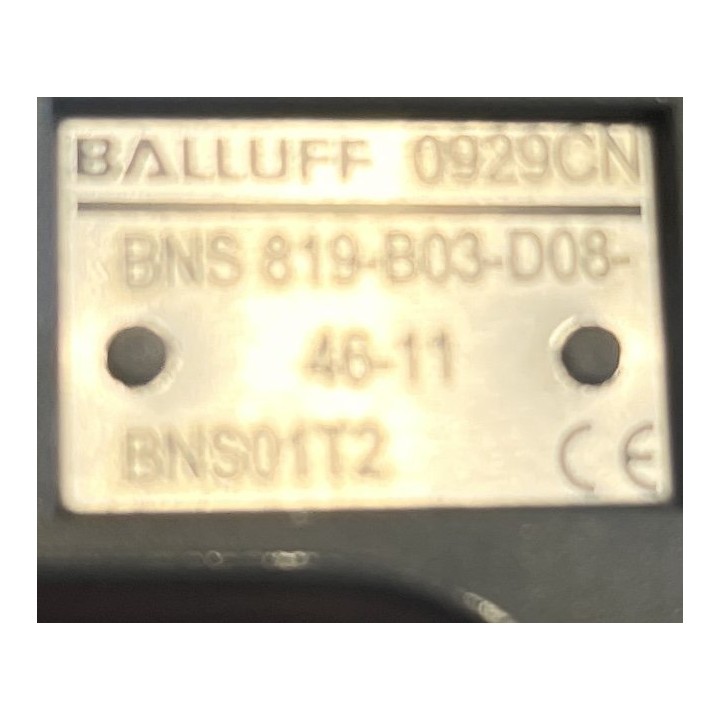 BALLUFF 0929CN
BNS 819-B03-D08-
46-11
BNS01T2 CE